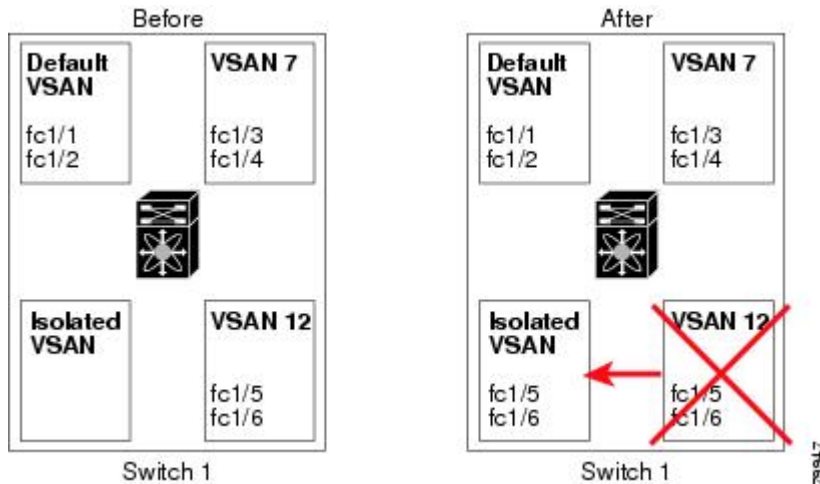 Before
Default
VSAN
fc1/1
fc1/2
VSAN 7
fc1/3
fc1/4
Isolated
VSAN
VSAN 12
fc1/5
fc1/6
Switch 1
After
Default
VSAN
fc1/1
fc1/2
VSAN 7
fc1/3
fc1/4
Isolated
VSAN
fc1/5
fc1/6
VSAN 12
fc1/5
fc1/6
Switch 1